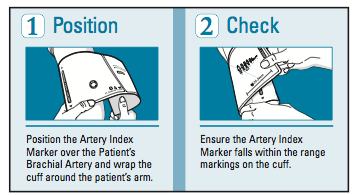 1 Position
Position the Artery Index
Marker over the Patient's
Brachial Artery and wrap the
cuff around the patient's arm.
2 Check
Ensure the Artery Index
Marker falls within the range
markings on the cuff.